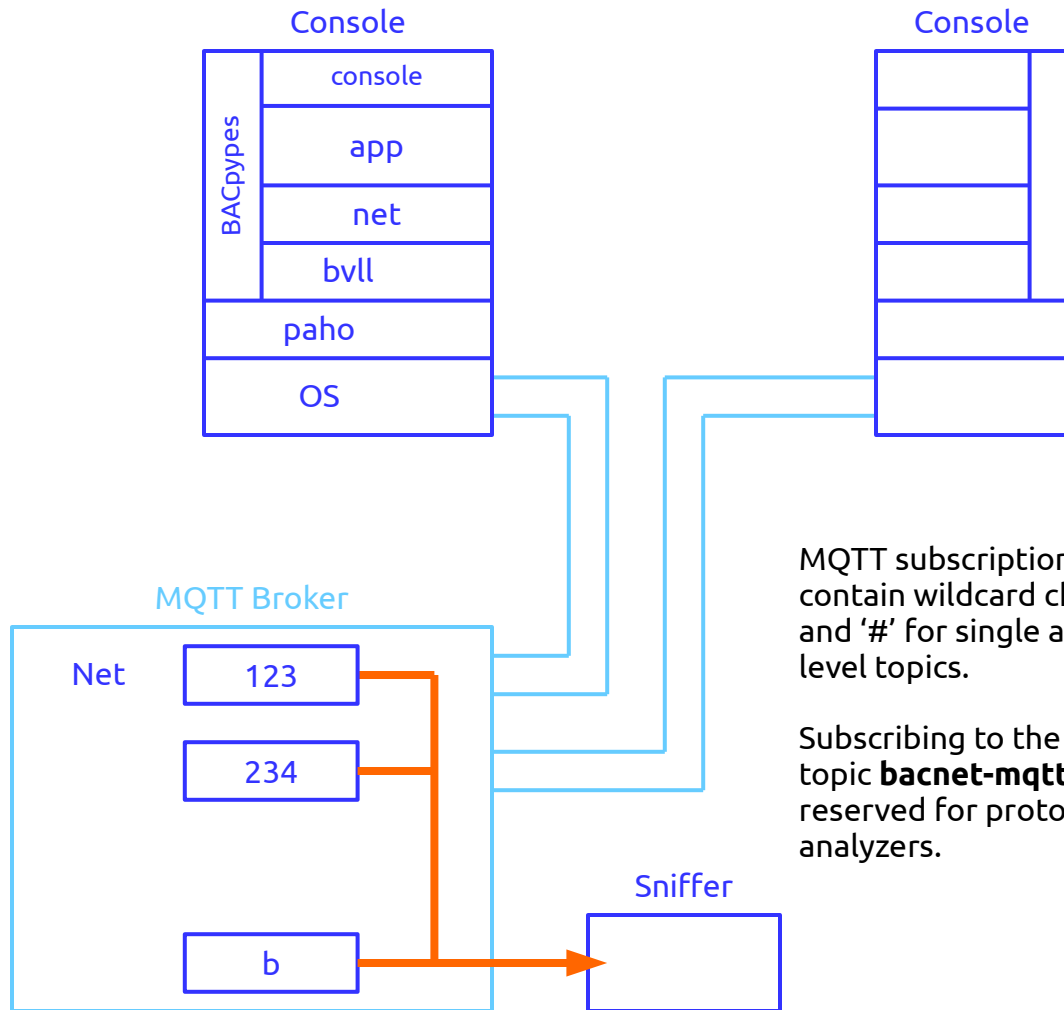 Console
Console
console
BACpypes
app
net
bvll
paho
OS
MQTT subscription
contain wildcard
and ‘#’ for single
level topics.
MQTT Broker
Net
123
234
b
Subscribing to the
topic bacnet-mqtt
reserved for
analyzers.
Sniffer